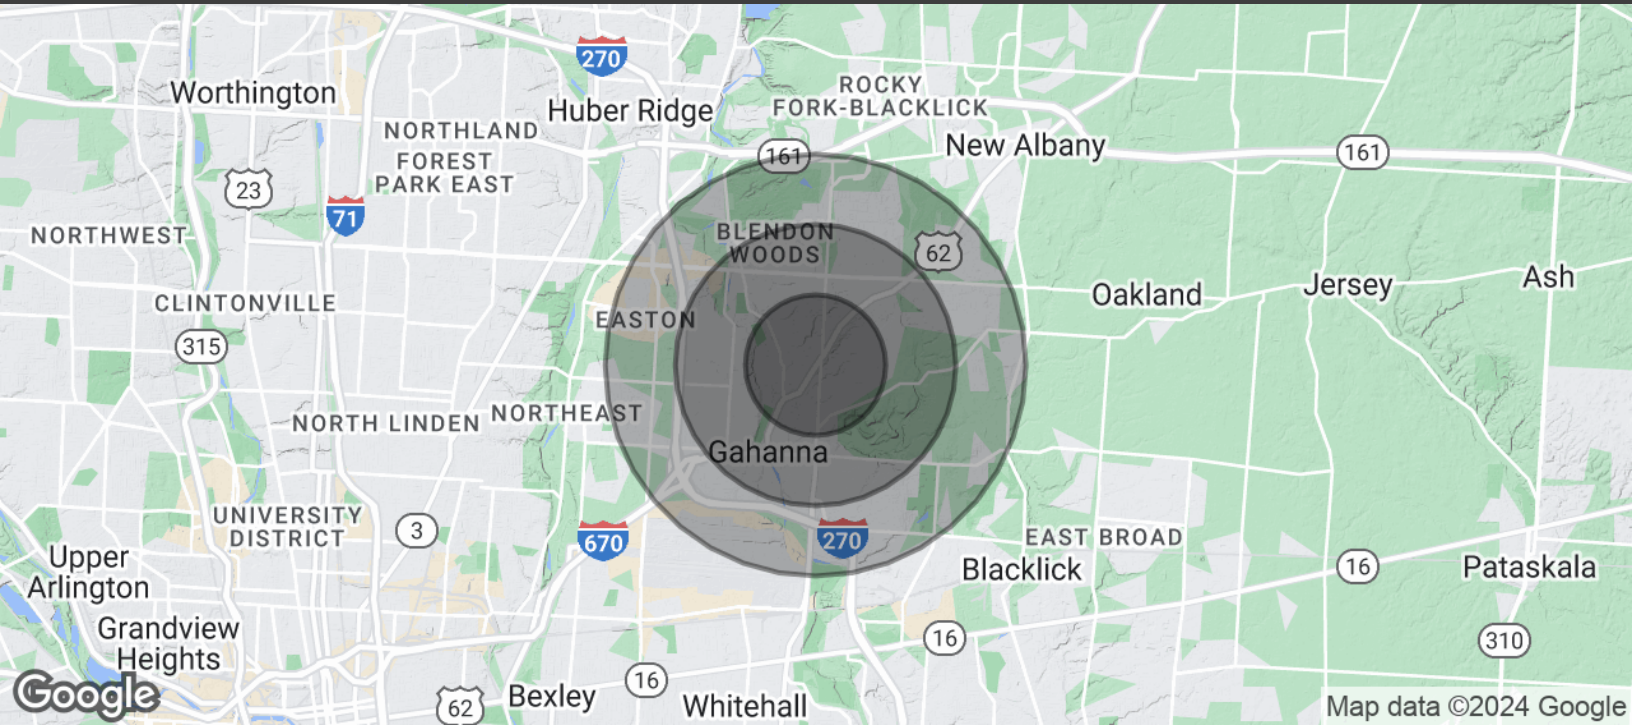 270
Worthington
ROCKY
FORK-BLACKLICK
Huber Ridge
NORTHLAND
FOREST
PARK EAST
New Albany
161
161
23
71
NORTHWEST
BLENDON
WOODS
62
Ash
Jersey
Oakland
CLINTONVILLE
EASTON
315
NORTH LINDEN
NORTHEAST
Gahanna
UNIVERSITY
DISTRICT
3
670
270
EAST BROAD
Blacklick
16
Pataskala
Upper
Arlington
Grandview
Heights
16
310
16
62
Bexley
Whitehall
Google
Map data ©2024 Google